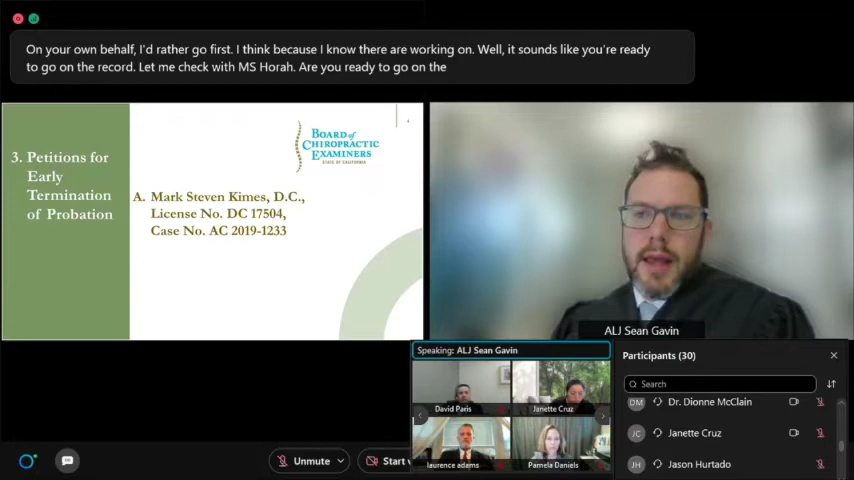 On your own behalf, I'd rather go first. I think because I know there are working on. Well, it sounds like you're ready
to go on the record. Let me check with MS Horah. Are you ready to go on the
3. Petitions for
Early
Termination
of Probation
BOARD of
CHIROPRACTIC
EXAMINERS
STATE OF CALIFORNIA
A. Mark Steven Kimes, D.C.,
License No. DC 17504,
Case No. AC 2019-1233
ALJ Sean Gavin
Speaking: ALJ Sean Gavin
David Paris
Janette Cruz
laurence adams
Pamela Daniels
Participants (30)
Search
DM Dr. Dionne McClain
JC Janette Cruz
JH Jason Hurtado
Unmute
Start v